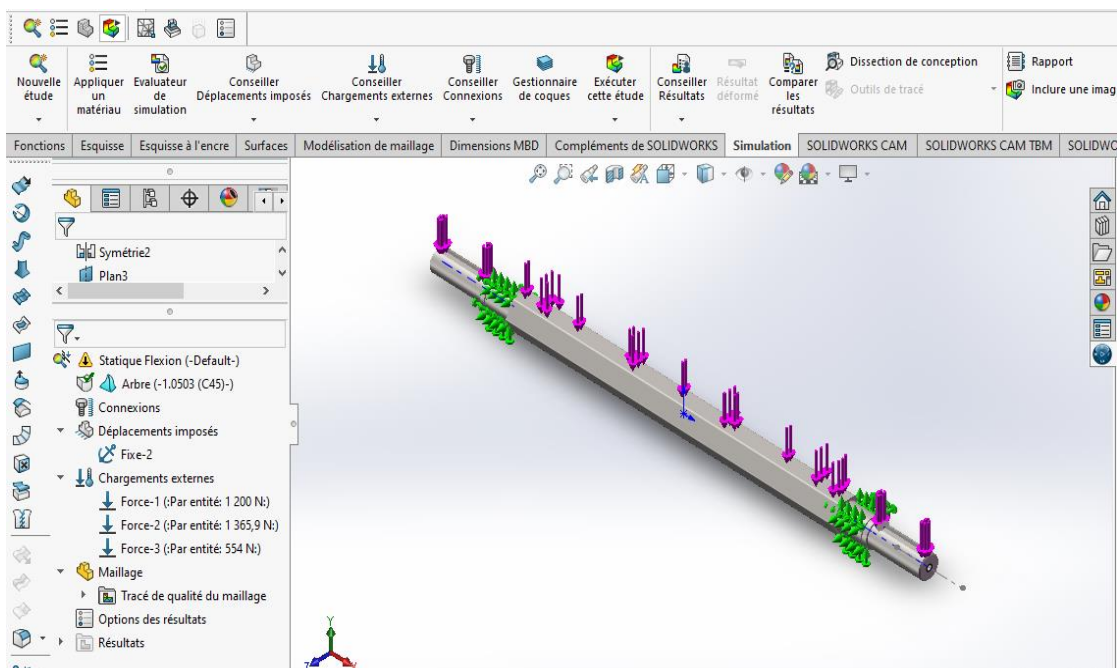 Nouvelle étude
Appliquer un matériau
Evaluateur de simulation
Conseiller Déplacements imposés
Conseiller Chargements externes
Conseiller Connexions
Gestionnaire de coques
Exécuter cette étude
Conseiller Résultats
Résultat déformé
Comparer les résultats
Dissection de conception
Outils de tracé
Rapport
Inclure une imag
Fonctions
Esquisse
Esquisse à l'encre
Surfaces
Modélisation de maillage
Dimensions MBD
Compléments de SOLIDWORKS
Simulation
SOLIDWORKS CAM
SOLIDWORKS CAM TBM
SOLIDWO
Symétrie2
Plan3
Statique Flexion (-Default-)
Arbre (-1.0503 (C45)-)
Connexions
Déplacements imposés
Fixe-2
Chargements externes
Force-1 (:Par entité: 1 200 N:)
Force-2 (:Par entité: 1 365,9 N:)
Force-3 (:Par entité: 554 N:)
Maillage
Tracé de qualité du maillage
Options des résultats
Résultats
Y
Z